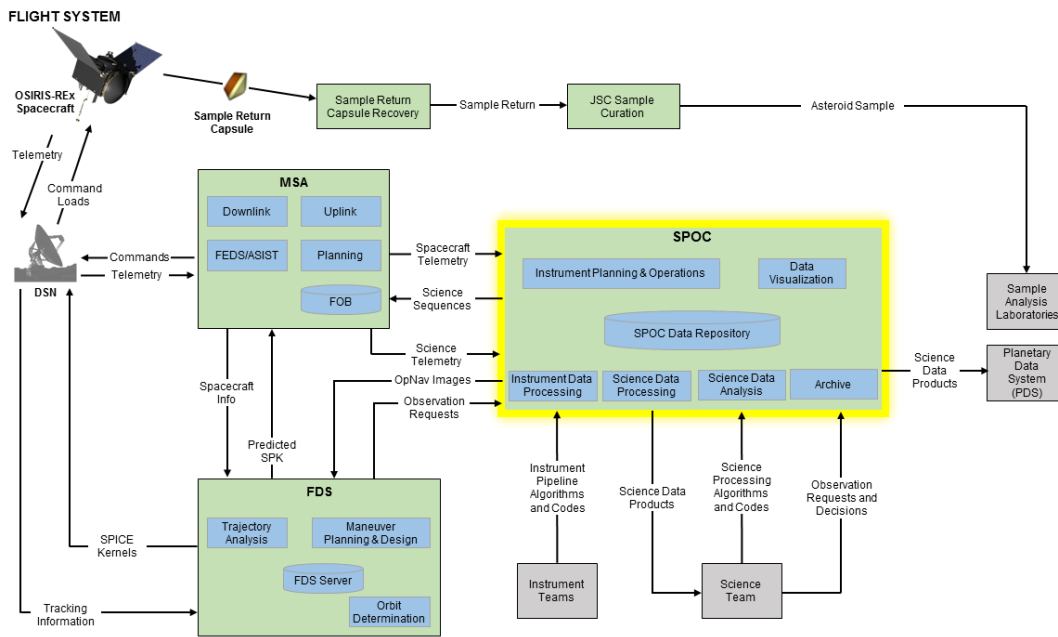 FLIGHT SYSTEM
OSIRIS-REx
Spacecraft
Sample Return
Capsule
Sample Return
Capsule Recovery
Sample Return
JSC Sample
Curation
Asteroid Sample
Telemetry
Command
Loads
DSN
Commands
Telemetry
MSA
Downlink
Uplink
FEDS/ASIST
Planning
FOB
Spacecraft
Telemetry
Science
Sequences
Science
Telemetry
OpNav Images
Observation
Requests
SPOC
Instrument Planning & Operations
Data
Visualization
SPOC Data Repository
Instrument Data
Processing
Science Data
Processing
Science Data
Analysis
Archive
Science
Data
Products
Sample
Analysis
Laboratories
Planetary
Data
System
(PDS)
Spacecraft
Info
Predicted
SPK
FDS
Trajectory
Analysis
Maneuver
Planning & Design
FDS Server
Orbit
Determination
SPICE
Kernels
Tracking
Information
Instrument
Pipeline
Algorithms
and Codes
Science Data
Products
Science
Processing
Algorithms
and Codes
Observation
Requests and
Decisions
Instrument
Teams
Science
Team